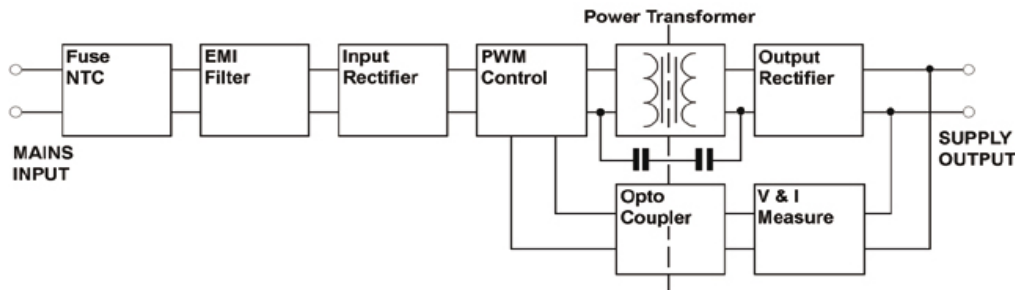 Power Transformer
Fuse
NTC
EMI
Filter
Input
Rectifier
PWM
Control
Output
Rectifier
MAINS
INPUT
SUPPLY
OUTPUT
Opto
Coupler
V & I
Measure